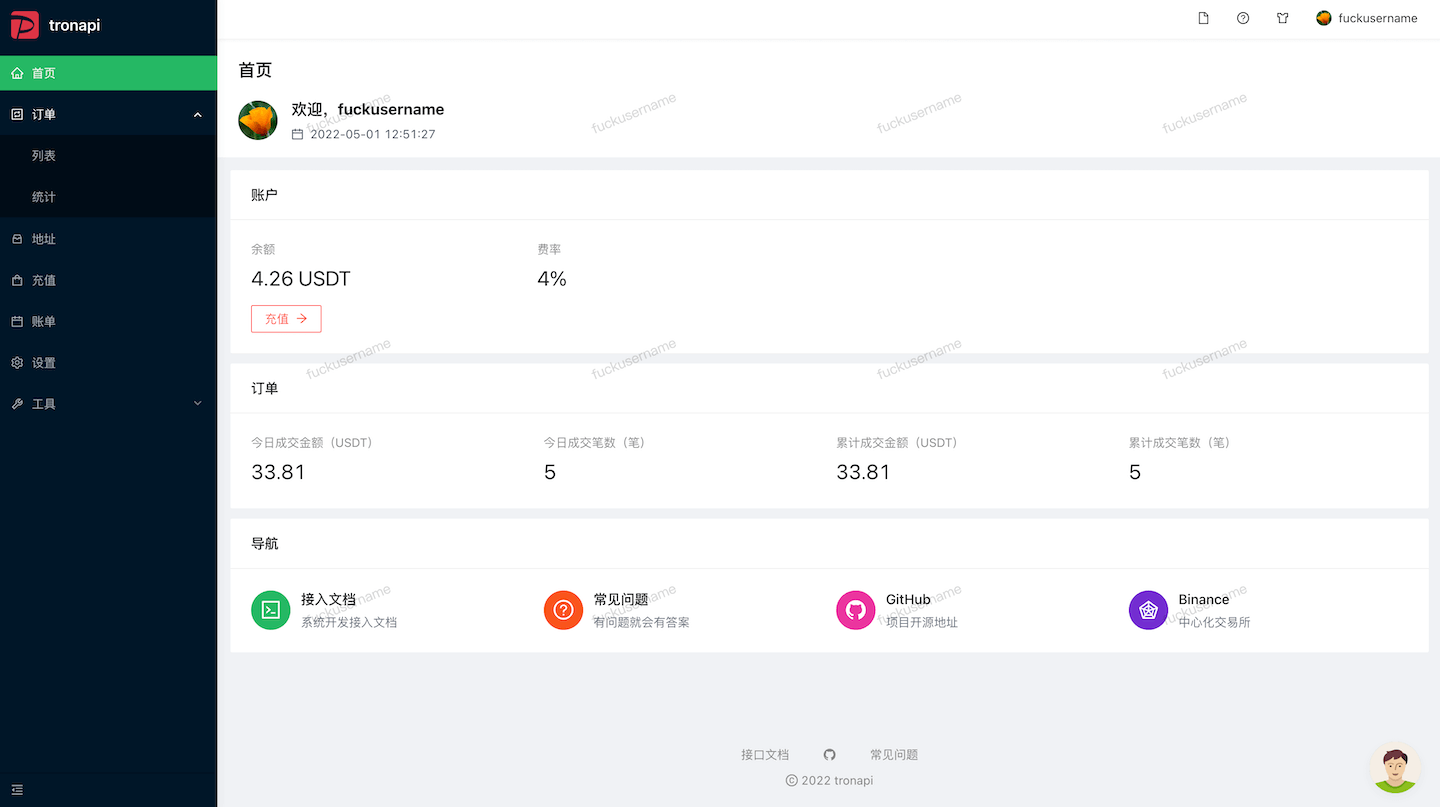 tronapi
fuckusername
首页
订单
列表
统计
地址
充值
账单
设置
工具
首页
欢迎，fuckusername
2022-05-01 12:51:27
fuckusername fuckusername fuckusername fuckusername
账户
余额 费率
4.26 USDT 4%
充值
fuckusername fuckusername fuckusername fuckusername
订单
今日成交金额（USDT） 今日成交笔数（笔） 累计成交金额（USDT） 累计成交笔数（笔）
33.81 5 33.81 5
导航
fuckusername fuckusername fuckusername fuckusername
接入文档 常见问题 GitHub Binance
系统开发接入文档 有问题就会有答案 项目开源地址 中心化交易所
接口文档 常见问题
© 2022 tronapi